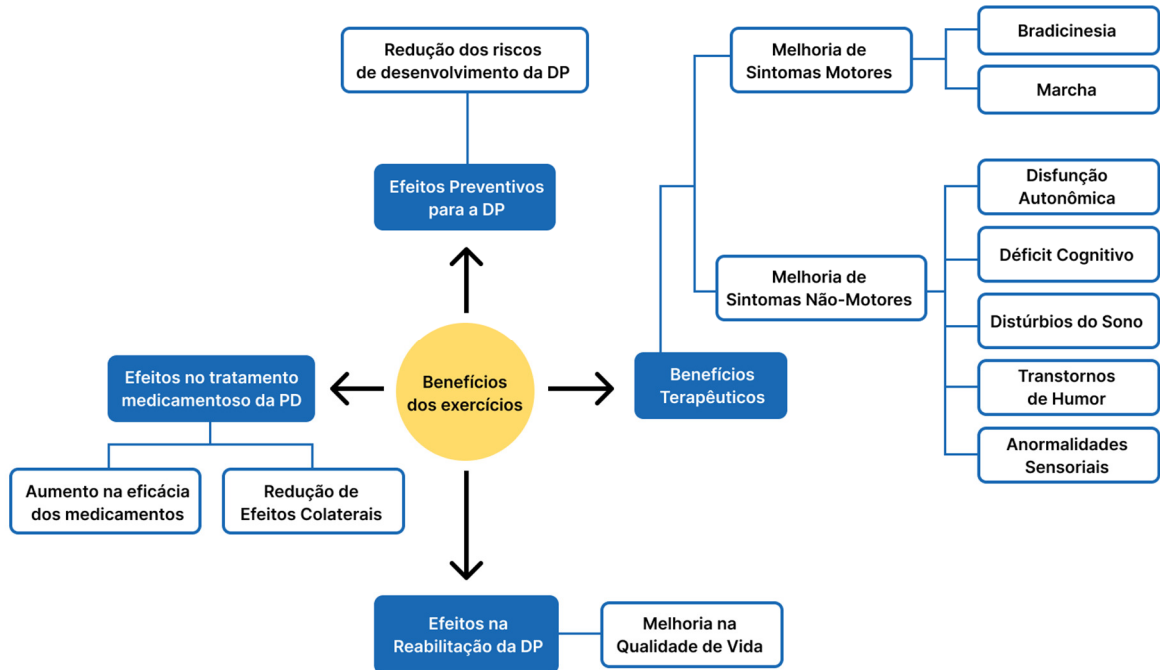 Redução dos riscos
de desenvolvimento da DP
Efeitos Preventivos
para a DP
Benefícios
dos exercícios
Efeitos no tratamento
medicamentoso da PD
Aumento na eficácia
dos medicamentos
Redução de
Efeitos Colaterais
Efeitos na
Reabilitação da DP
Melhoria na
Qualidade de Vida
Benefícios
Terapêuticos
Melhoria de
Sintomas Motores
Bradicinesia
Marcha
Melhoria de
Sintomas Não-Motores
Disfunção
Autonômica
Déficit Cognitivo
Distúrbios do Sono
Transtornos
de Humor
Anormalidades
Sensoriais